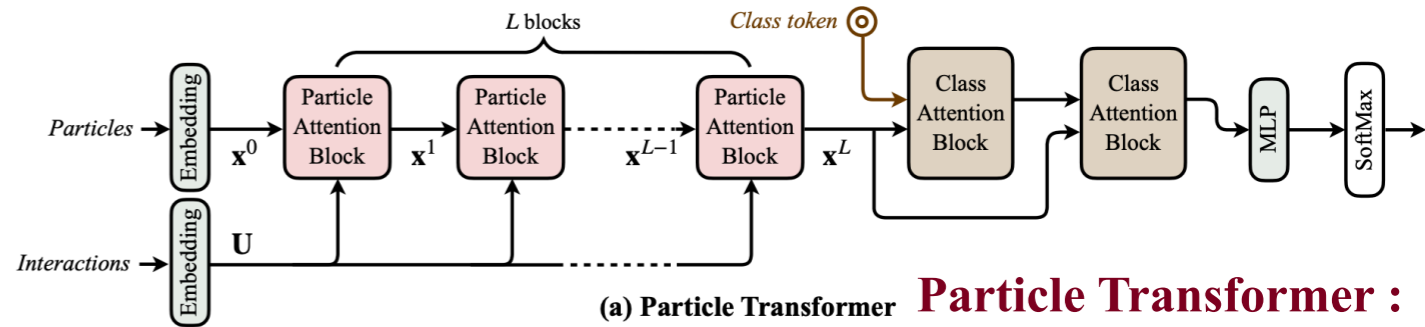 L blocks
Class token
Particles
Embedding
x⁰
Particle
Attention
Block
x¹
Particle
Attention
Block
xᴸ⁻¹
Particle
Attention
Block
xᴸ
Class
Attention
Block
Class
Attention
Block
MLP
SoftMax
Interactions
Embedding
U
(a) Particle Transformer
Particle Transformer :